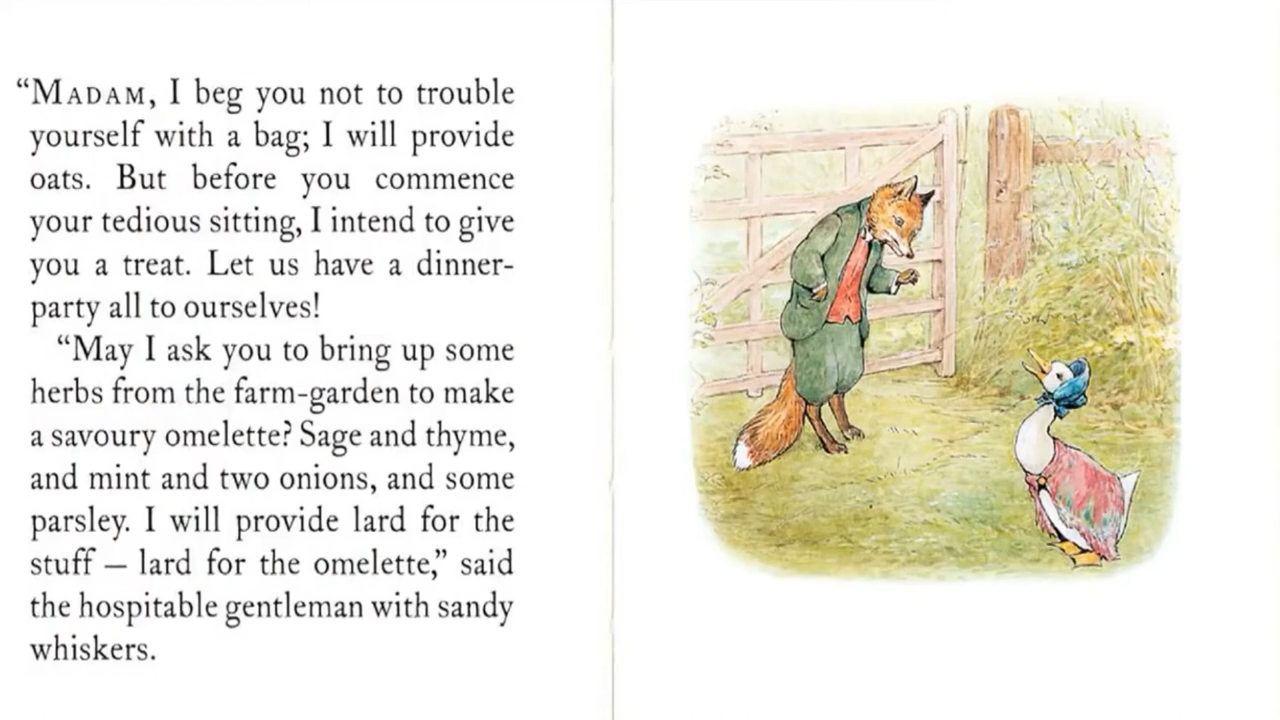 “MADAM, I beg you not to trouble
yourself with a bag; I will provide
oats. But before you commence
your tedious sitting, I intend to give
you a treat. Let us have a dinner-
party all to ourselves!
“May I ask you to bring up some
herbs from the farm-garden to make
a savoury omelette? Sage and thyme,
and mint and two onions, and some
parsley. I will provide lard for the
stuff — lard for the omelette,” said
the hospitable gentleman with sandy
whiskers.